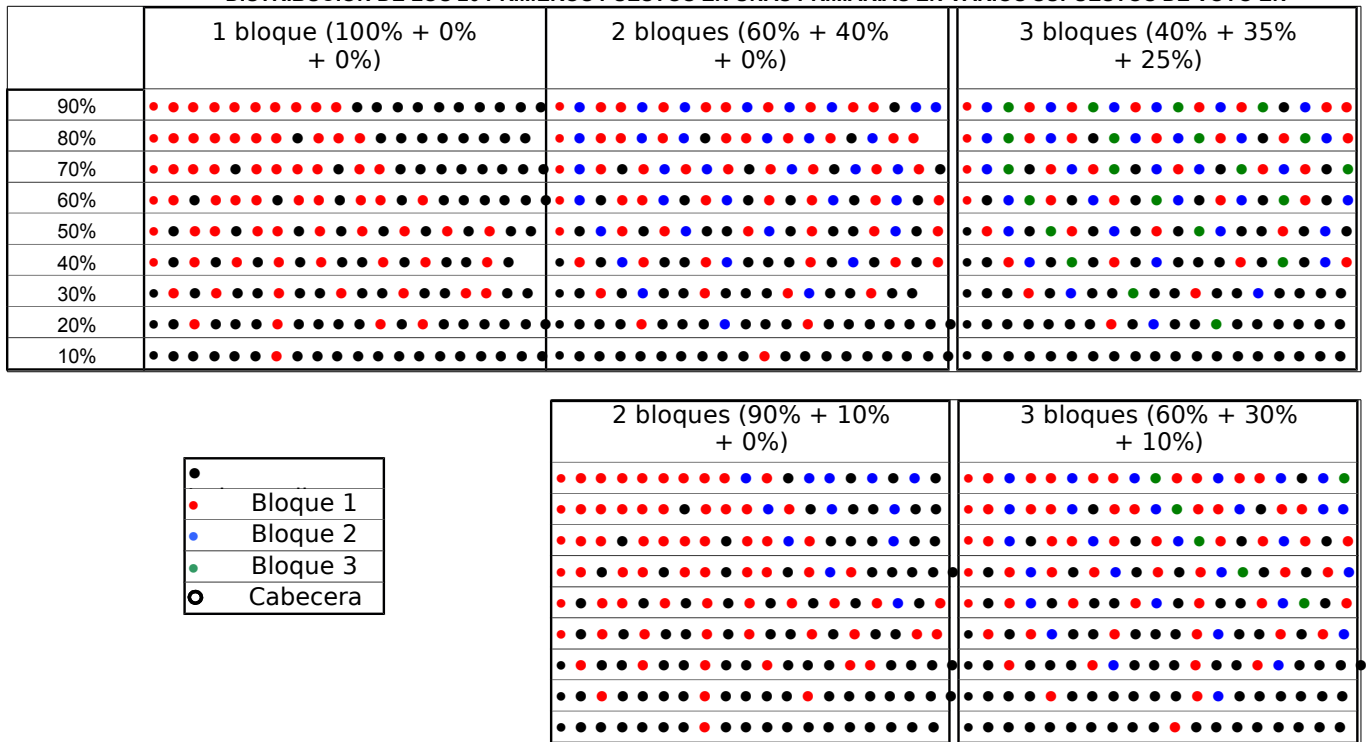 1 bloque (100% + 0%
+ 0%)
2 bloques (60% + 40%
+ 0%)
3 bloques (40% + 35%
+ 25%)
90%
80%
70%
60%
50%
40%
30%
20%
10%
2 bloques (90% + 10%
+ 0%)
3 bloques (60% + 30%
+ 10%)
Bloque 1
Bloque 2
Bloque 3
Cabecera